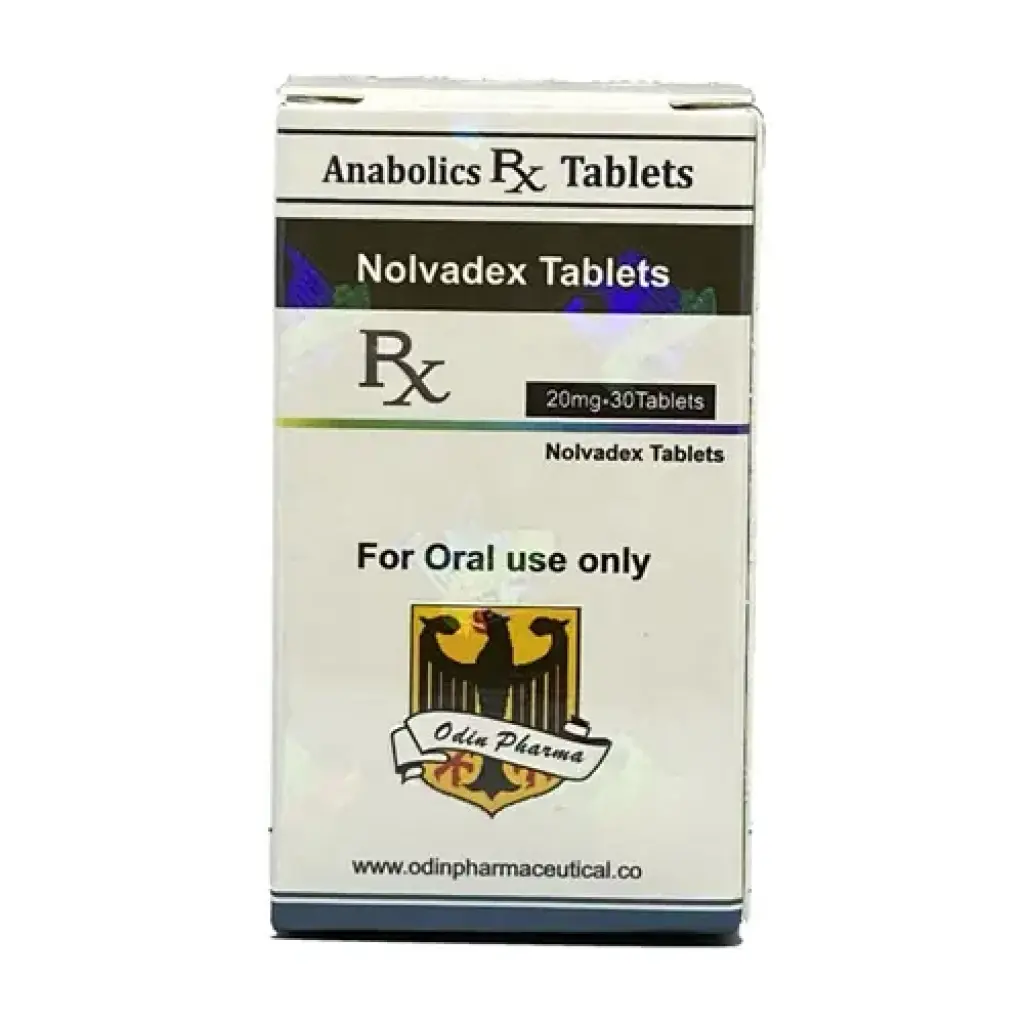 Anabolics Rx Tablets
Nolvadex Tablets
Rx
20mg•30Tablets
Nolvadex Tablets
For Oral use only
Odin Pharma
www.odinpharmaceutical.co